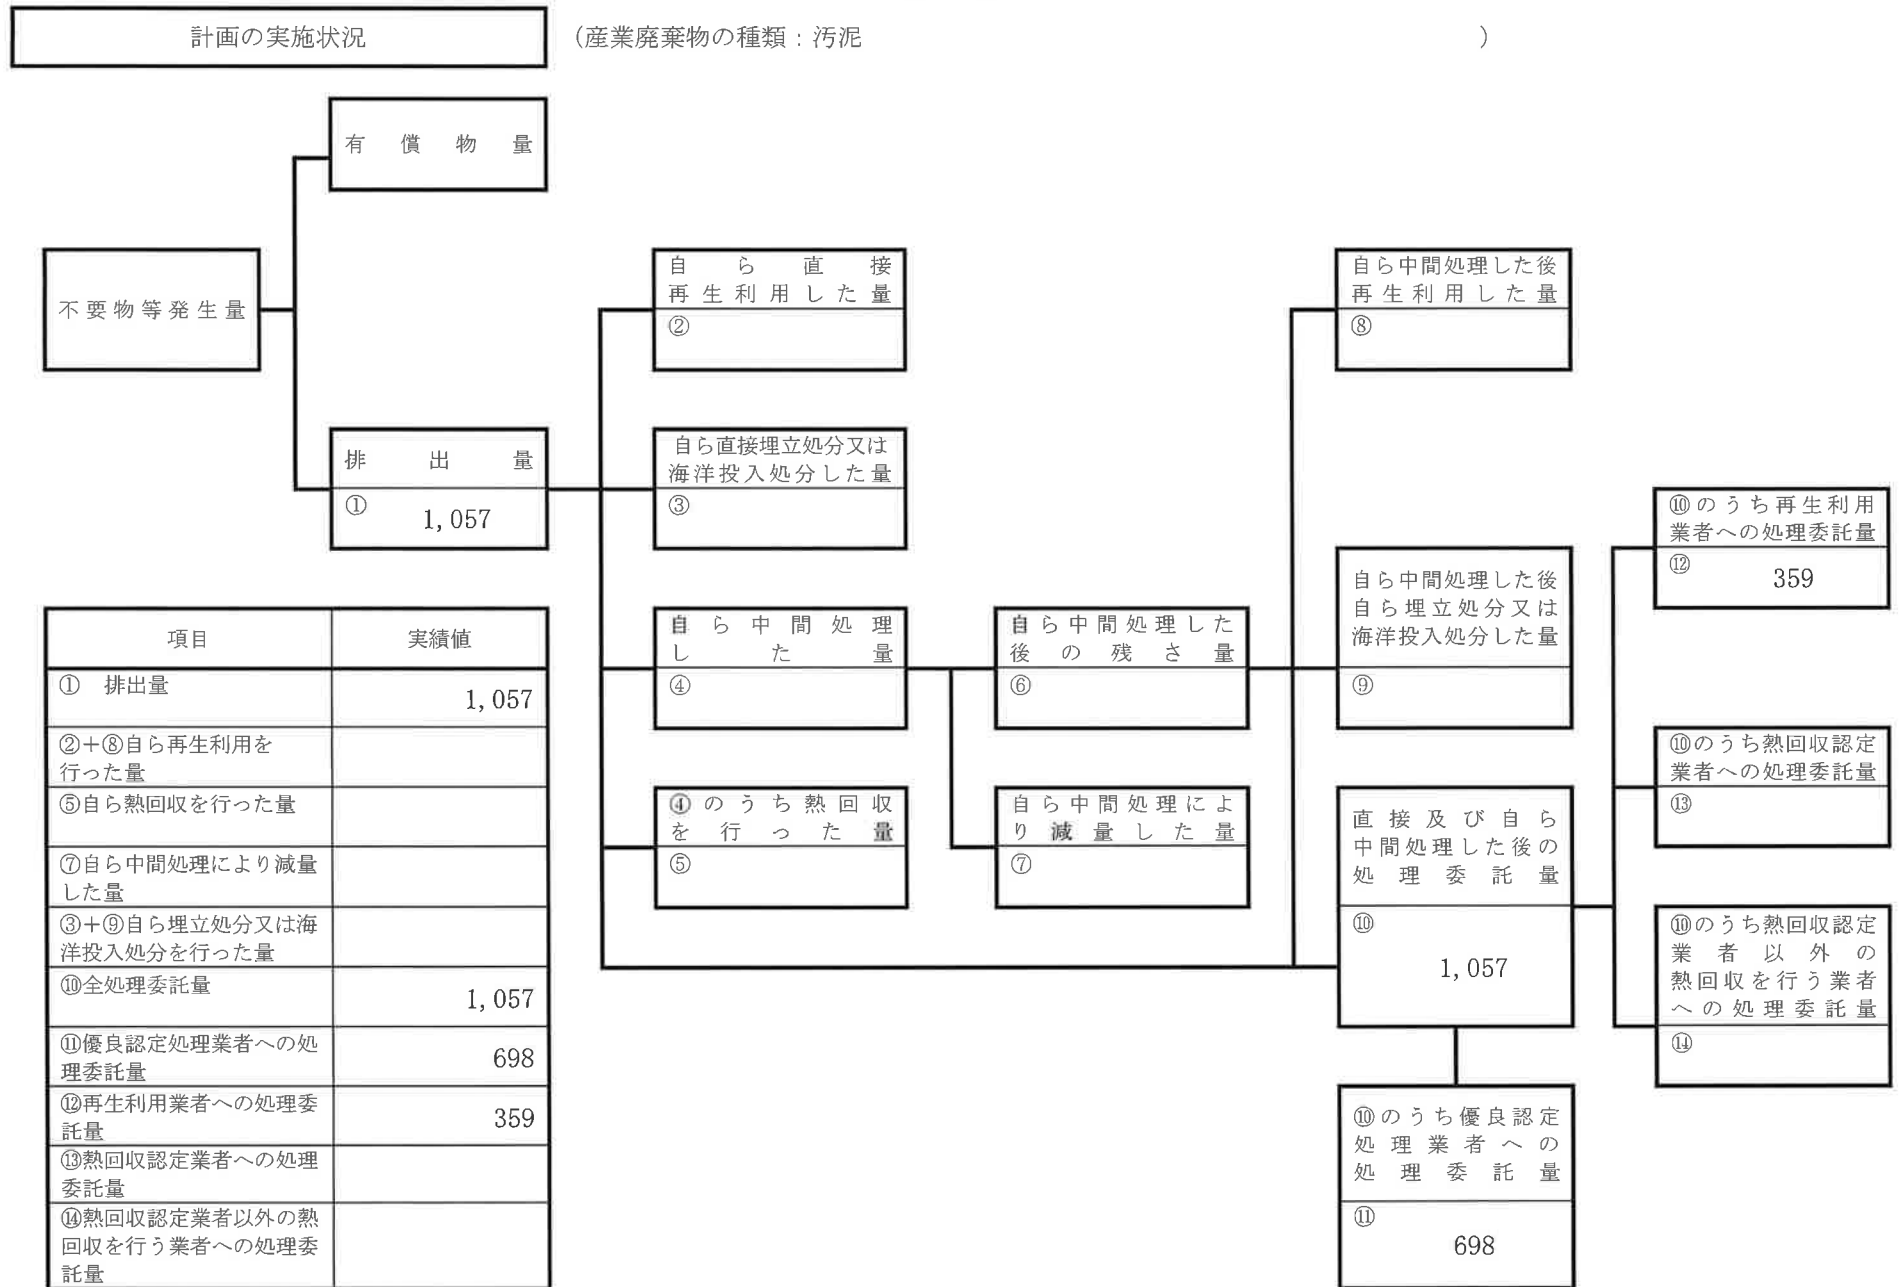 計画の実施状況
(産業廃棄物の種類：汚泥 )
有償物量
不要物等発生量
排出量
① 1,057
自ら直接
再生利用した量
②
自ら直接埋立処分又は
海洋投入処分した量
③
自ら中間処理
した量
④
④のうち熱回収
を行った量
⑤
自ら中間処理した
後の残さ量
⑥
自ら中間処理によ
り減量した量
⑦
自ら中間処理した後
再生利用した量
⑧
自ら中間処理した後
自ら埋立処分又は
海洋投入処分した量
⑨
直接及び自ら
中間処理した後の
処理委託量
⑩
1,057
⑩のうち優良認定
処理業者への
処理委託量
⑪
698
⑩のうち再生利用
業者への処理委託量
⑫
359
⑩のうち熱回収認定
業者への処理委託量
⑬
⑩のうち熱回収認定
業者以外の
熱回収を行う業者
への処理委託量
⑭
項目 実績値
① 排出量 1,057
②＋⑧自ら再生利用を
行った量
⑤自ら熱回収を行った量
⑦自ら中間処理により減量
した量
③＋⑨自ら埋立処分又は海
洋投入処分を行った量
⑩全処理委託量 1,057
⑪優良認定処理業者への処
理委託量 698
⑫再生利用業者への処理委
託量 359
⑬熱回収認定業者への処理
委託量
⑭熱回収認定業者以外の熱
回収を行う業者への処理委
託量